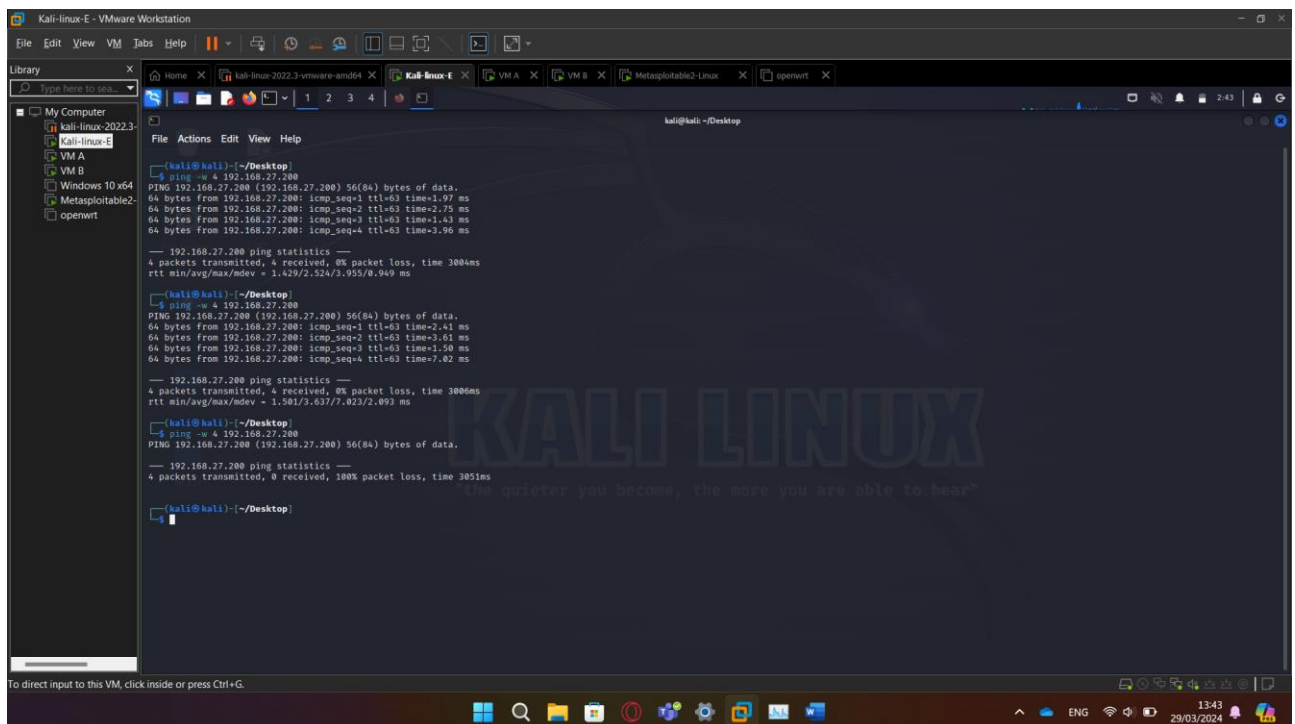 Kali-linux-E - VMware Workstation
File Edit View VM Tabs Help
Library
Type here to sea...
My Computer
kali-linux-2022.3-
Kali-linux-E
VM A
VM B
Windows 10 x64
Metasploitable2-
openwrt
Home kali-linux-2022.3-vmware-amd64 Kali-linux-E VM A VM B Metasploitable2-Linux openwrt
1 2 3 4
2:43
kali@kali: ~/Desktop
File Actions Edit View Help
(kali㉿kali)-[~/Desktop]
$ ping -w 4 192.168.27.200
PING 192.168.27.200 (192.168.27.200) 56(84) bytes of data.
64 bytes from 192.168.27.200: icmp_seq=1 ttl=63 time=1.97 ms
64 bytes from 192.168.27.200: icmp_seq=2 ttl=63 time=2.75 ms
64 bytes from 192.168.27.200: icmp_seq=3 ttl=63 time=1.43 ms
64 bytes from 192.168.27.200: icmp_seq=4 ttl=63 time=3.96 ms
— 192.168.27.200 ping statistics —
4 packets transmitted, 4 received, 0% packet loss, time 3004ms
rtt min/avg/max/mdev = 1.429/2.524/3.955/0.949 ms
(kali㉿kali)-[~/Desktop]
$ ping -w 4 192.168.27.200
PING 192.168.27.200 (192.168.27.200) 56(84) bytes of data.
64 bytes from 192.168.27.200: icmp_seq=1 ttl=63 time=2.41 ms
64 bytes from 192.168.27.200: icmp_seq=2 ttl=63 time=3.61 ms
64 bytes from 192.168.27.200: icmp_seq=3 ttl=63 time=1.50 ms
64 bytes from 192.168.27.200: icmp_seq=4 ttl=63 time=7.02 ms
— 192.168.27.200 ping statistics —
4 packets transmitted, 4 received, 0% packet loss, time 3006ms
rtt min/avg/max/mdev = 1.501/3.637/7.023/2.093 ms
(kali㉿kali)-[~/Desktop]
$ ping -w 4 192.168.27.200
PING 192.168.27.200 (192.168.27.200) 56(84) bytes of data.
— 192.168.27.200 ping statistics —
4 packets transmitted, 0 received, 100% packet loss, time 3051ms
(kali㉿kali)-[~/Desktop]
$
KALI LINUX
"the quieter you become, the more you are able to hear"
To direct input to this VM, click inside or press Ctrl+G.
ENG
13:43
29/03/2024